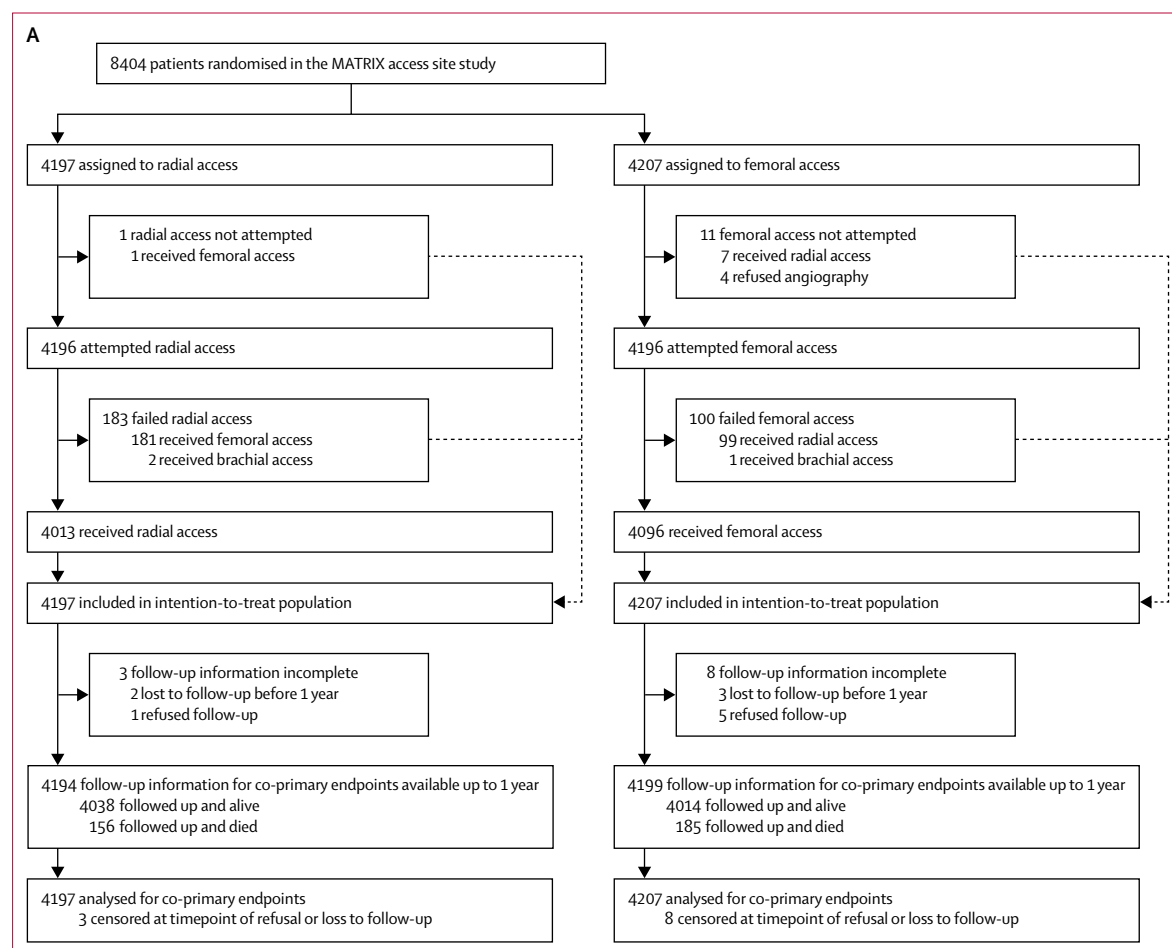 A
8404 patients randomised in the MATRIX access site study
4197 assigned to radial access
4207 assigned to femoral access
1 radial access not attempted
1 received femoral access
11 femoral access not attempted
7 received radial access
4 refused angiography
4196 attempted radial access
4196 attempted femoral access
183 failed radial access
181 received femoral access
2 received brachial access
100 failed femoral access
99 received radial access
1 received brachial access
4013 received radial access
4096 received femoral access
4197 included in intention-to-treat population
4207 included in intention-to-treat population
3 follow-up information incomplete
2 lost to follow-up before 1 year
1 refused follow-up
8 follow-up information incomplete
3 lost to follow-up before 1 year
5 refused follow-up
4194 follow-up information for co-primary endpoints available up to 1 year
4038 followed up and alive
156 followed up and died
4199 follow-up information for co-primary endpoints available up to 1 year
4014 followed up and alive
185 followed up and died
4197 analysed for co-primary endpoints
3 censored at timepoint of refusal or loss to follow-up
4207 analysed for co-primary endpoints
8 censored at timepoint of refusal or loss to follow-up